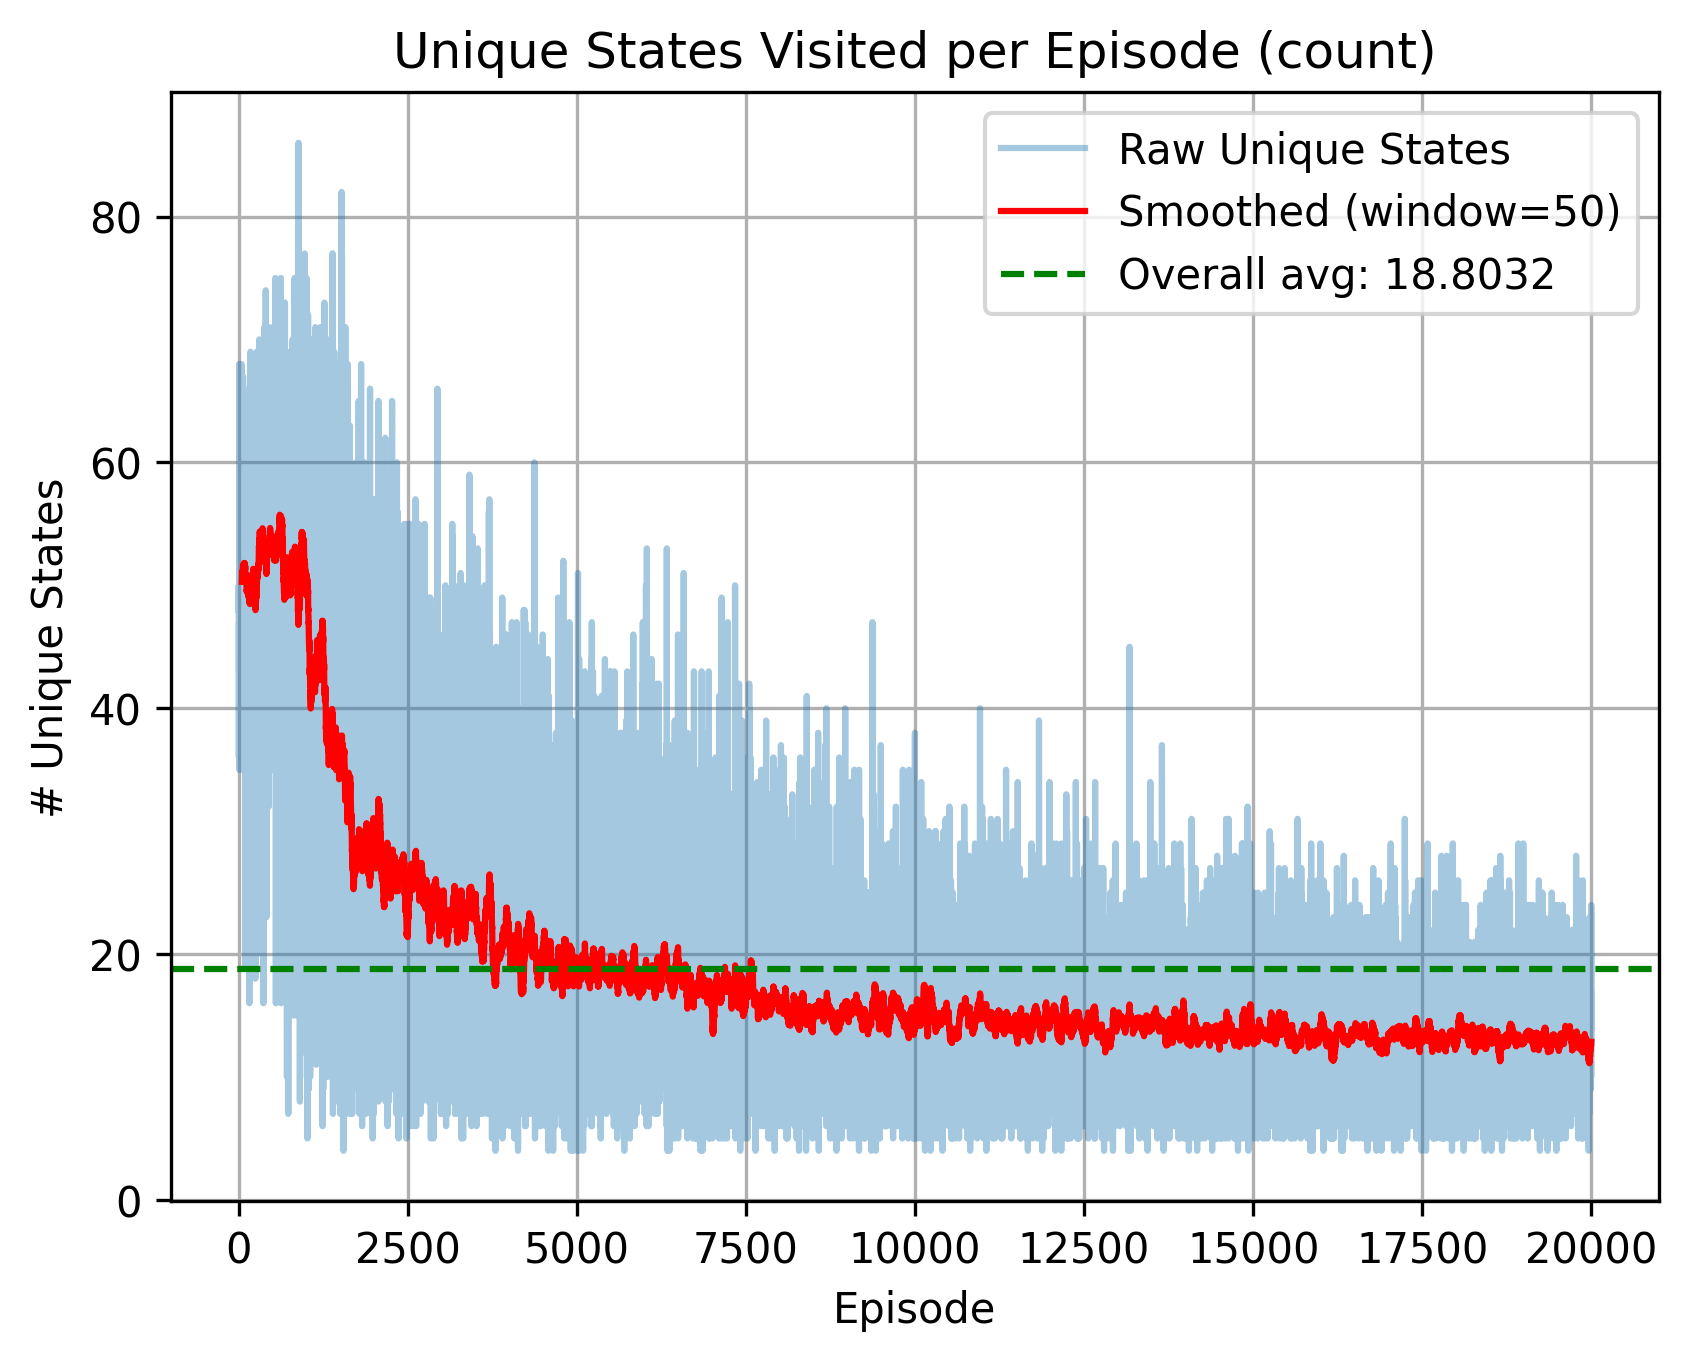 Unique States Visited per Episode (count)
Raw Unique States
Smoothed (window=50)
Overall avg: 18.8032
# Unique States
80
60
40
20
0
0 2500 5000 7500 10000 12500 15000 17500 20000
Episode